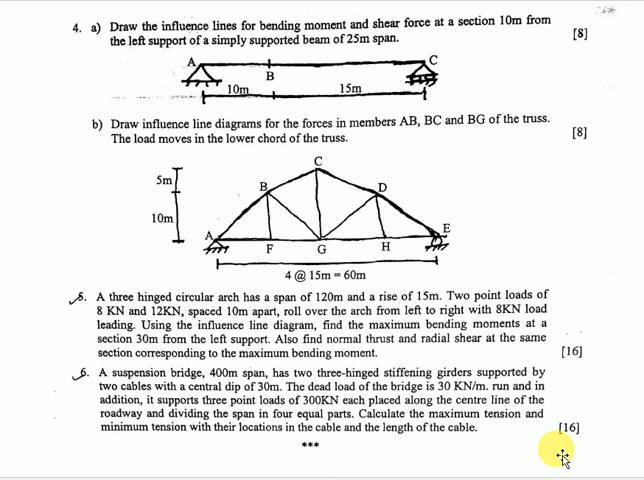 4. a) Draw the influence lines for bending moment and shear force at a section 10m from
the left support of a simply supported beam of 25m span.
[8]
A
C
B
10m
15m
b) Draw influence line diagrams for the forces in members AB, BC and BG of the truss.
The load moves in the lower chord of the truss.
[8]
C
5m
B
D
10m
A
E
F
G
H
4 @ 15m = 60m
5. A three hinged circular arch has a span of 120m and a rise of 15m. Two point loads of
8 KN and 12KN, spaced 10m apart, roll over the arch from left to right with 8KN load
leading. Using the influence line diagram, find the maximum bending moments at a
section 30m from the left support. Also find normal thrust and radial shear at the same
section corresponding to the maximum bending moment.
[16]
6. A suspension bridge, 400m span, has two three-hinged stiffening girders supported by
two cables with a central dip of 30m. The dead load of the bridge is 30 KN/m. run and in
addition, it supports three point loads of 300KN each placed along the centre line of the
roadway and dividing the span in four equal parts. Calculate the maximum tension and
minimum tension with their locations in the cable and the length of the cable.
[16]
***